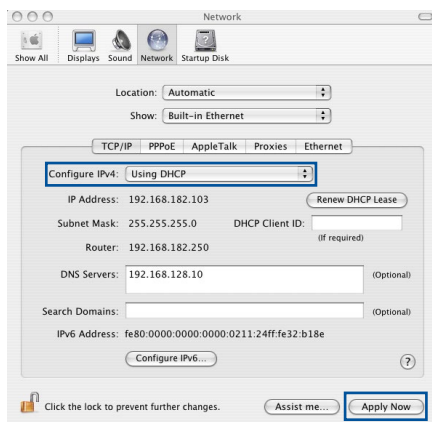 Network
Show All Displays Sound Network Startup Disk
Location: Automatic
Show: Built-in Ethernet
TCP/IP PPPoE AppleTalk Proxies Ethernet
Configure IPv4: Using DHCP
IP Address: 192.168.182.103 Renew DHCP Lease
Subnet Mask: 255.255.255.0 DHCP Client ID:
(If required)
Router: 192.168.182.250
DNS Servers: 192.168.128.10 (Optional)
Search Domains: (Optional)
IPv6 Address: fe80:0000:0000:0000:0211:24ff:fe32:b18e
Configure IPv6... ?
Click the lock to prevent further changes. Assist me... Apply Now